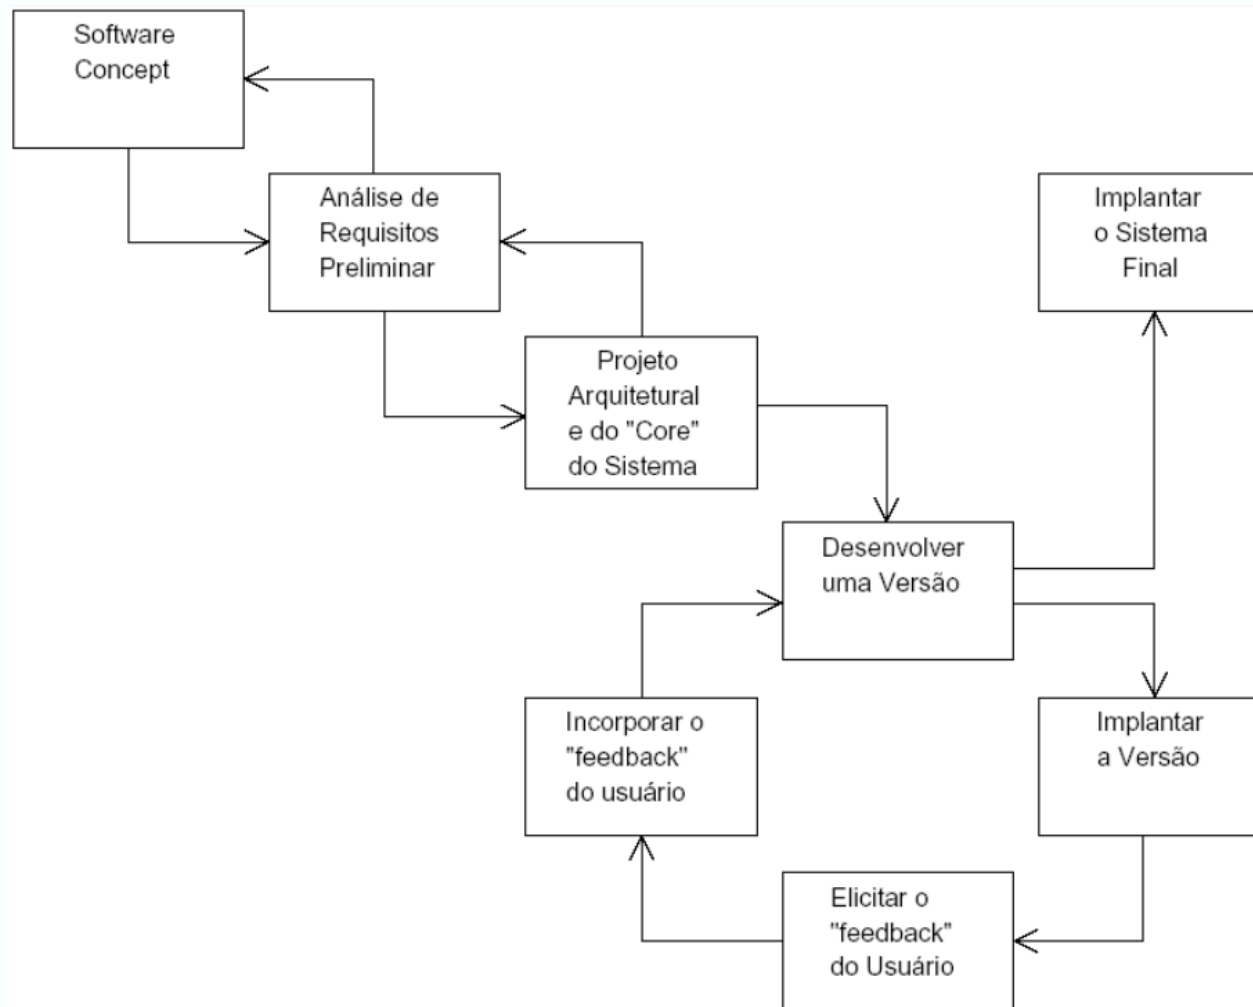 Software
Concept
Análise de
Requisitos
Preliminar
Implantar
o Sistema
Final
Projeto
Arquitetural
e do "Core"
do Sistema
Desenvolver
uma Versão
Incorporar o
"feedback"
do usuário
Implantar
a Versão
Elicitar o
"feedback"
do Usuário